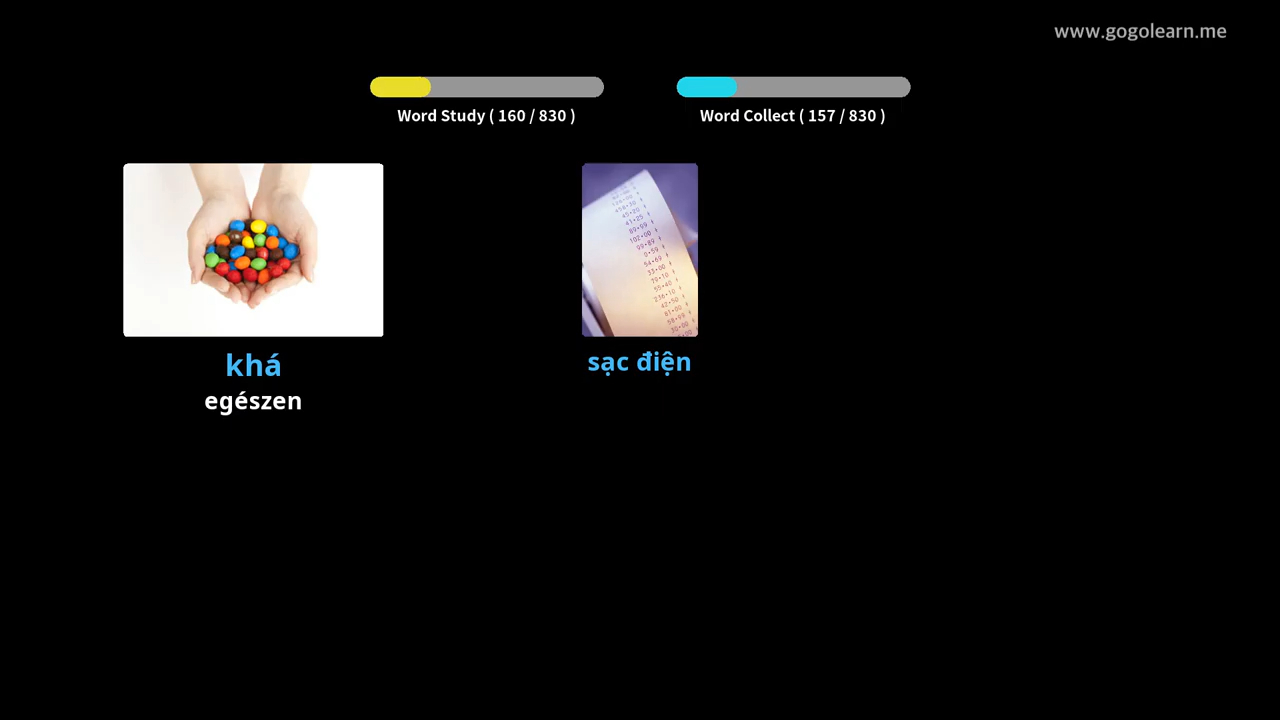 www.gogolearn.me
Word Study ( 160 / 830 )
Word Collect ( 157 / 830 )
khá
egészen
sạc điện